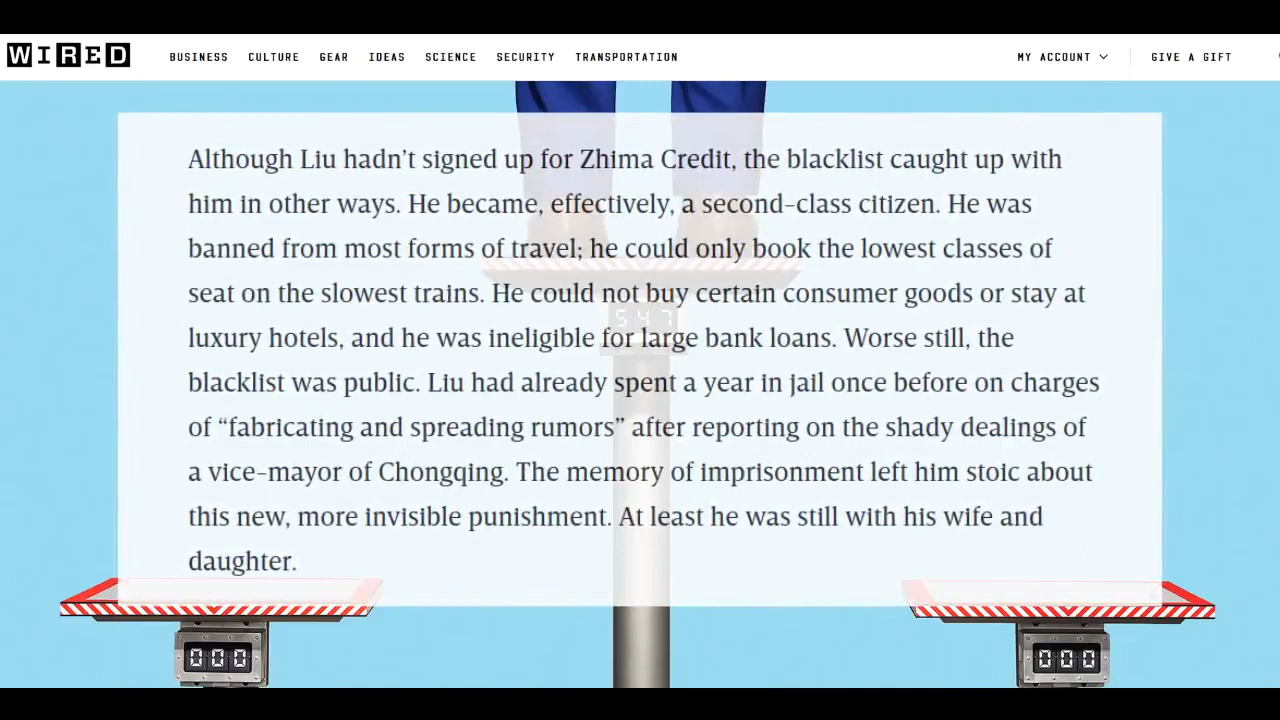 WIRED
BUSINESS CULTURE GEAR IDEAS SCIENCE SECURITY TRANSPORTATION
MY ACCOUNT
GIVE A GIFT
Although Liu hadn’t signed up for Zhima Credit, the blacklist caught up with
him in other ways. He became, effectively, a second-class citizen. He was
banned from most forms of travel; he could only book the lowest classes of
seat on the slowest trains. He could not buy certain consumer goods or stay at
luxury hotels, and he was ineligible for large bank loans. Worse still, the
blacklist was public. Liu had already spent a year in jail once before on charges
of “fabricating and spreading rumors” after reporting on the shady dealings of
a vice-mayor of Chongqing. The memory of imprisonment left him stoic about
this new, more invisible punishment. At least he was still with his wife and
daughter.
547
000
000